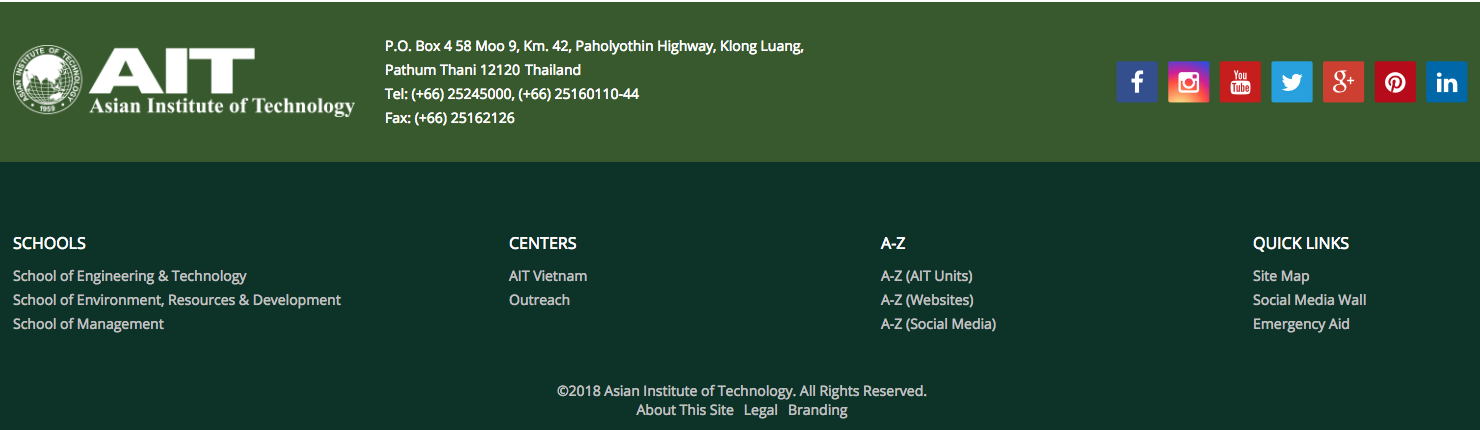 ASIAN INSTITUTE OF TECHNOLOGY
1959
AIT
Asian Institute of Technology
P.O. Box 4 58 Moo 9, Km. 42, Paholyothin Highway, Klong Luang,
Pathum Thani 12120 Thailand
Tel: (+66) 25245000, (+66) 25160110-44
Fax: (+66) 25162126
You
Tube
g+
in
SCHOOLS
School of Engineering & Technology
School of Environment, Resources & Development
School of Management
CENTERS
AIT Vietnam
Outreach
A-Z
A-Z (AIT Units)
A-Z (Websites)
A-Z (Social Media)
QUICK LINKS
Site Map
Social Media Wall
Emergency Aid
©2018 Asian Institute of Technology. All Rights Reserved.
About This Site Legal Branding